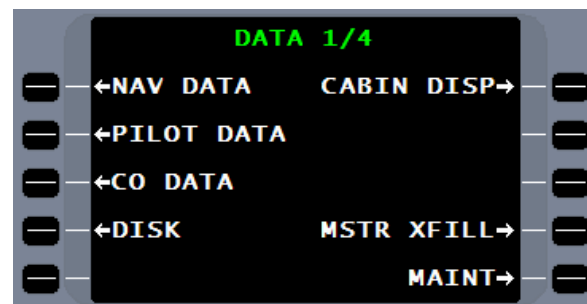 DATA 1/4
←NAV DATA CABIN DISP→
←PILOT DATA
←CO DATA
←DISK MSTR XFILL→
MAINT→